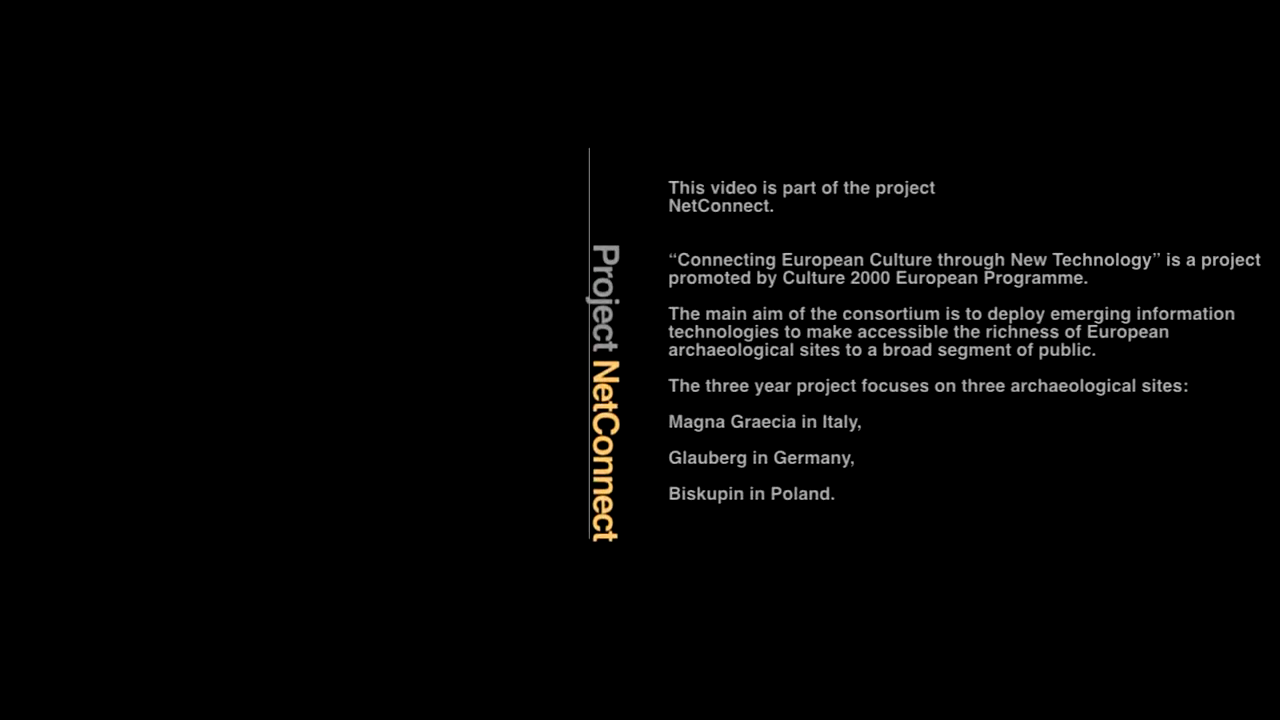 Project NetConnect
This video is part of the project
NetConnect.
“Connecting European Culture through New Technology” is a project
promoted by Culture 2000 European Programme.
The main aim of the consortium is to deploy emerging information
technologies to make accessible the richness of European
archaeological sites to a broad segment of public.
The three year project focuses on three archaeological sites:
Magna Graecia in Italy,
Glauberg in Germany,
Biskupin in Poland.